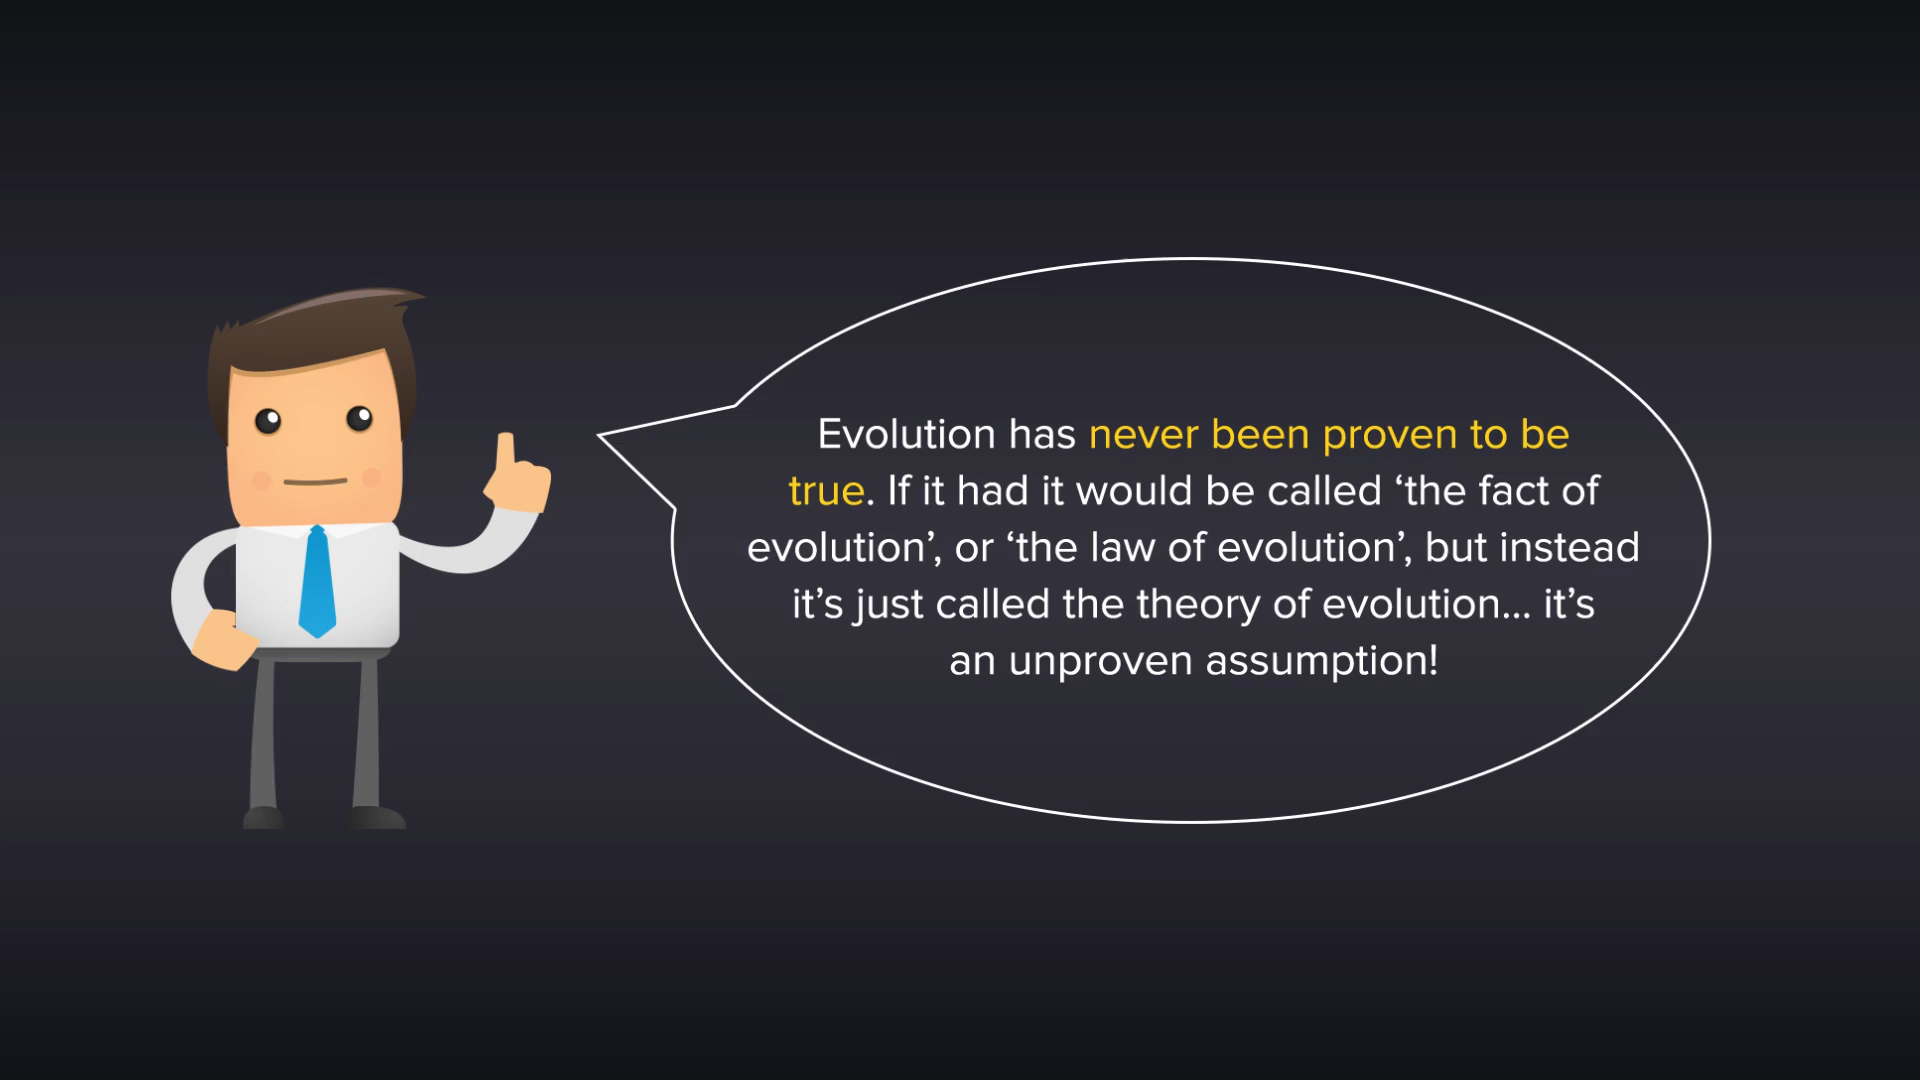 Evolution has never been proven to be
true. If it had it would be called ‘the fact of
evolution’, or ‘the law of evolution’, but instead
it’s just called the theory of evolution... it’s
an unproven assumption!